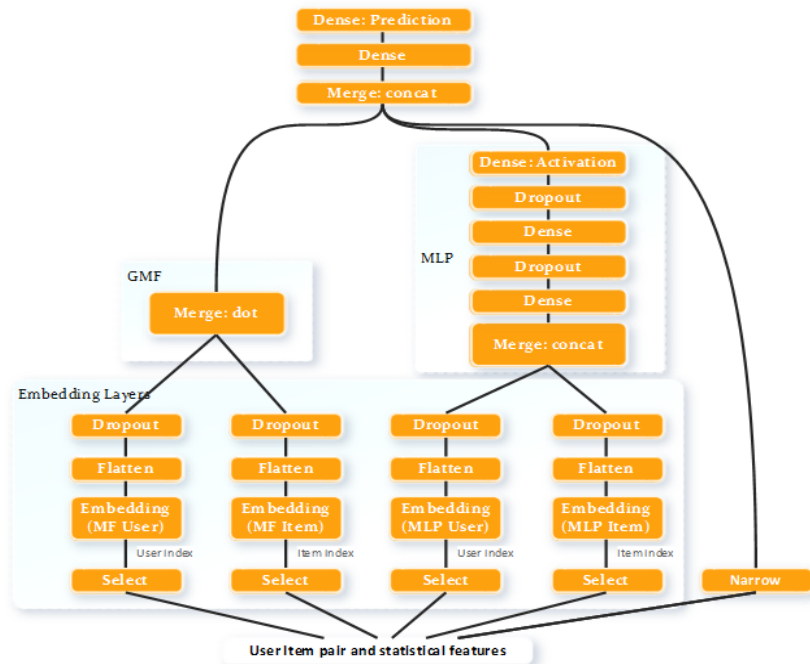 Dense: Prediction
Dense
Merge: concat
Dense: Activation
Dropout
Dense
MLP
Dropout
GMF
Dense
Merge: dot
Merge: concat
Embedding Layers
Dropout Dropout Dropout Dropout
Flatten Flatten Flatten Flatten
Embedding Embedding Embedding Embedding
(MF User) (MF Item) (MLP User) (MLP Item)
User Index Item Index User Index Item Index
Select Select Select Select Narrow
User Item pair and statistical features